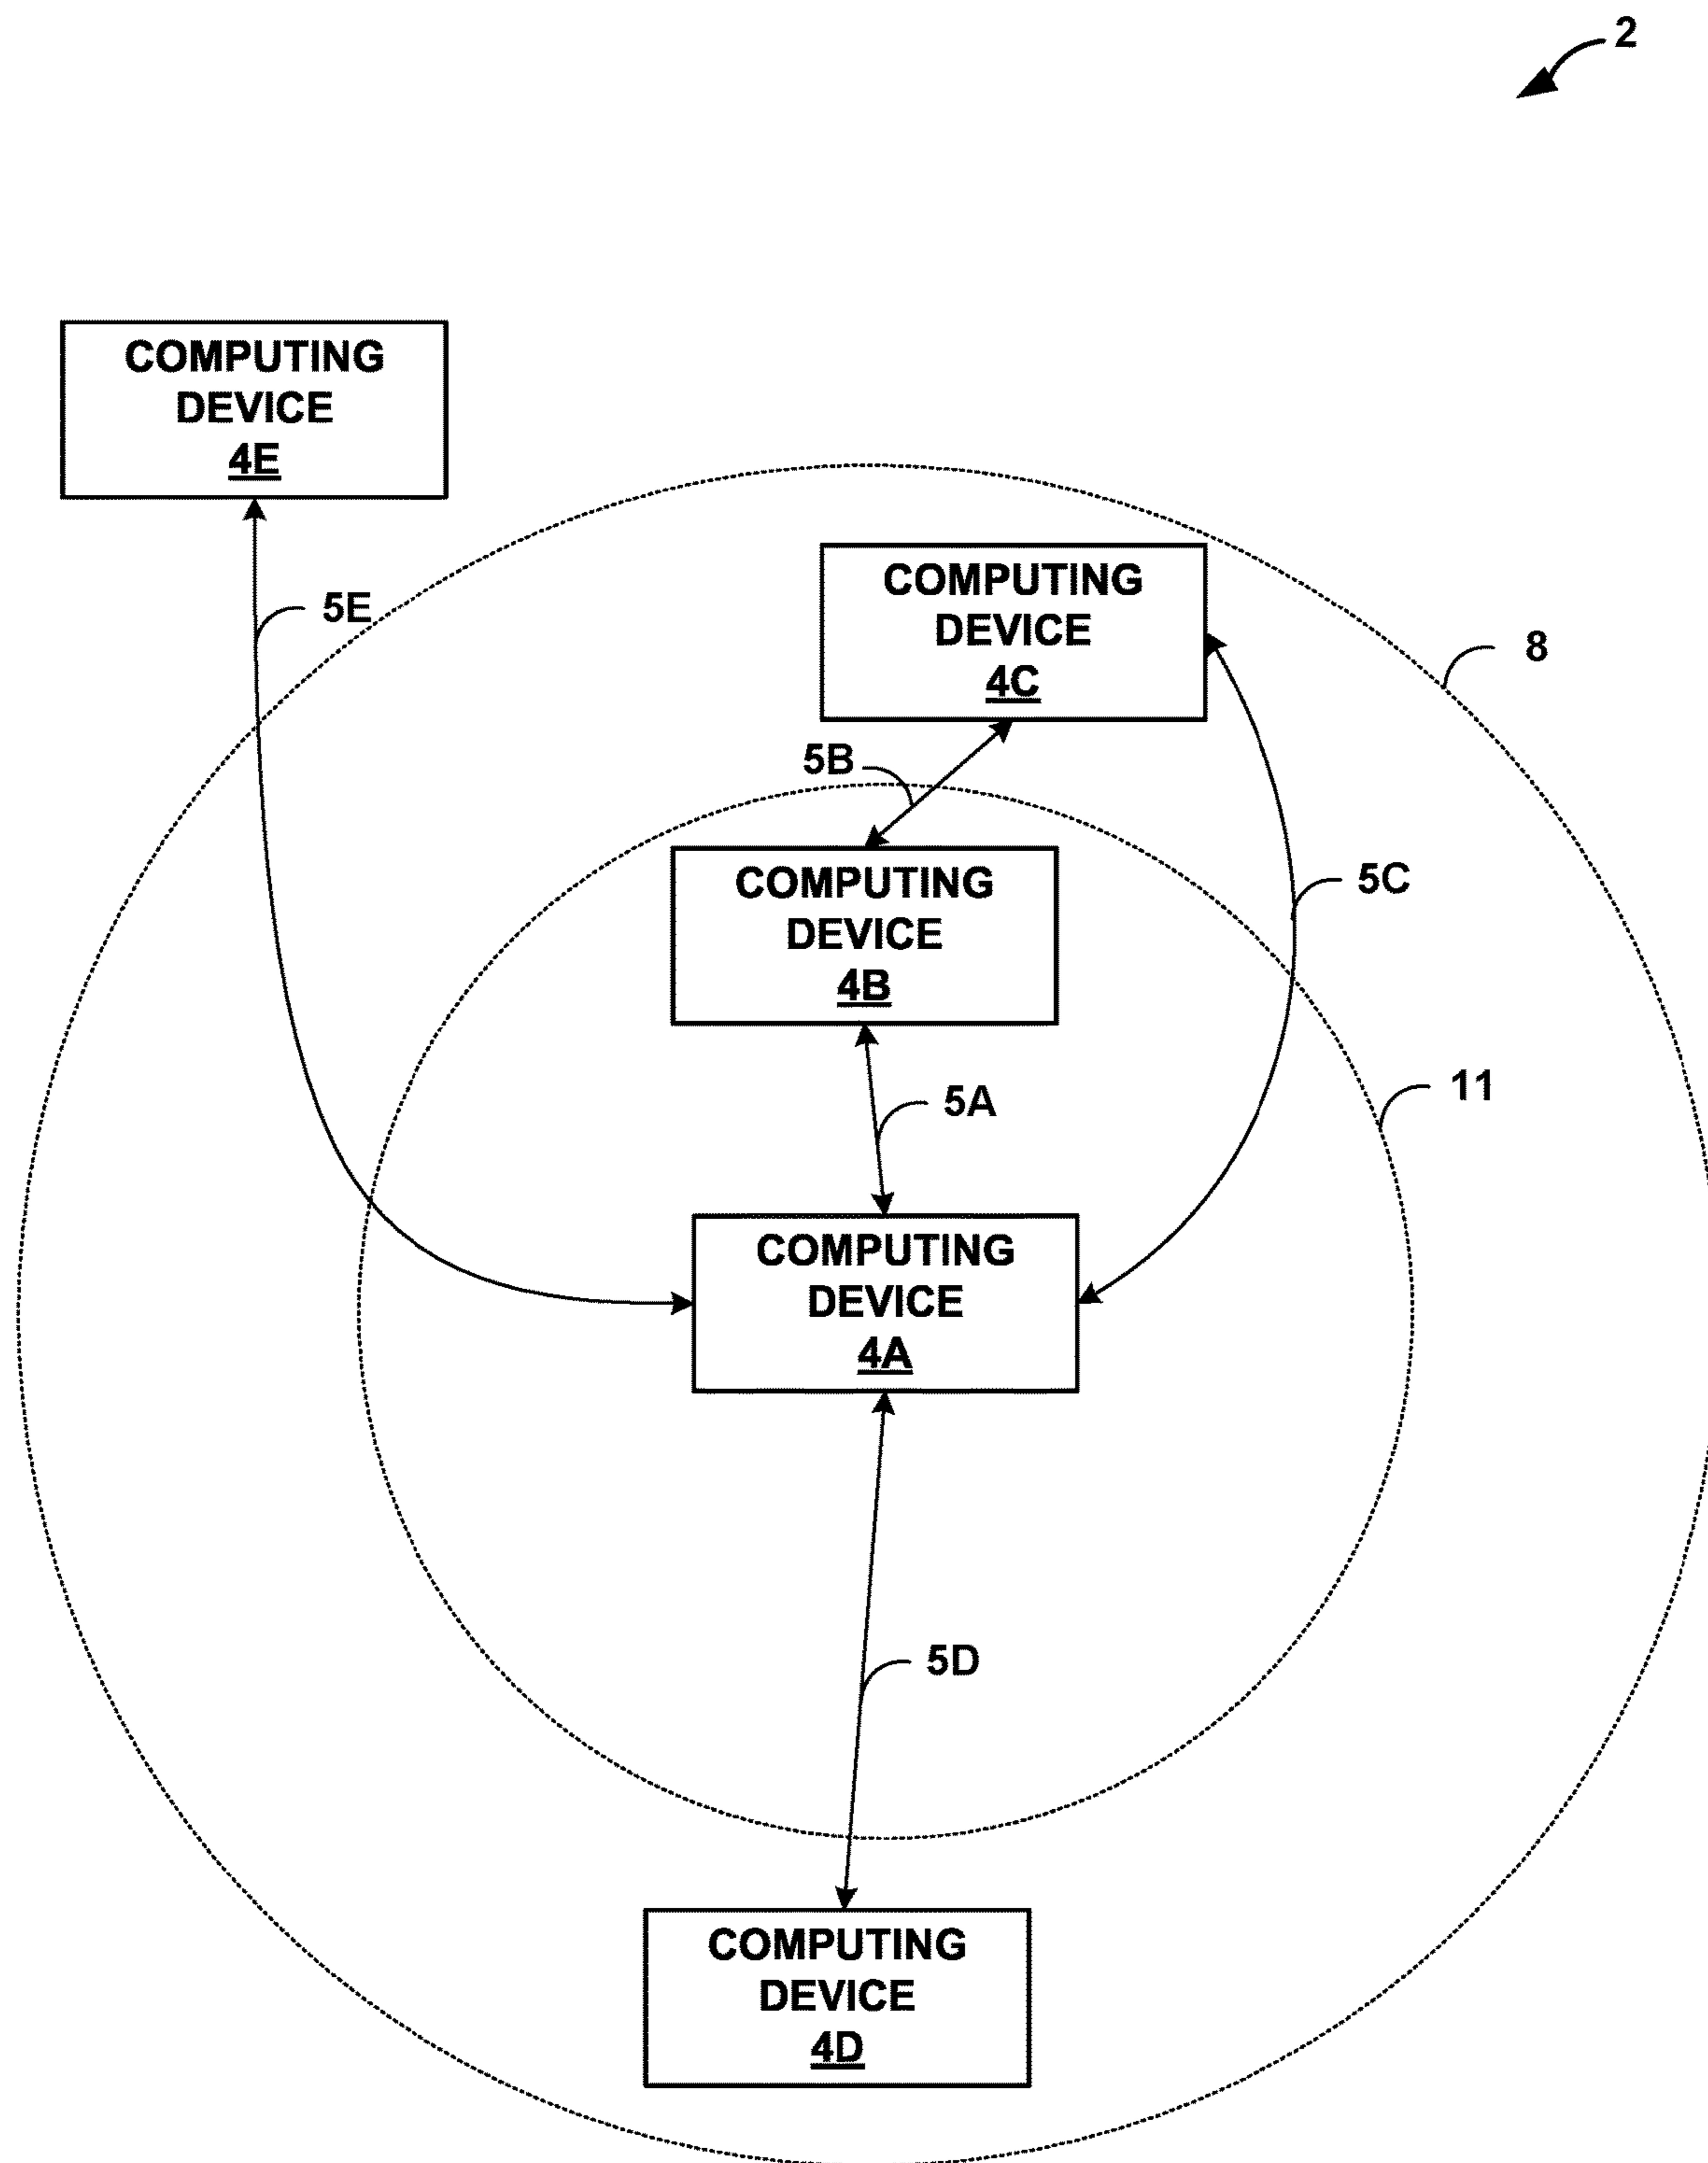 2
COMPUTING
DEVICE
4E
5E
COMPUTING
DEVICE
4C
8
5B
COMPUTING
DEVICE
4B
5C
11
5A
COMPUTING
DEVICE
4A
5D
COMPUTING
DEVICE
4D